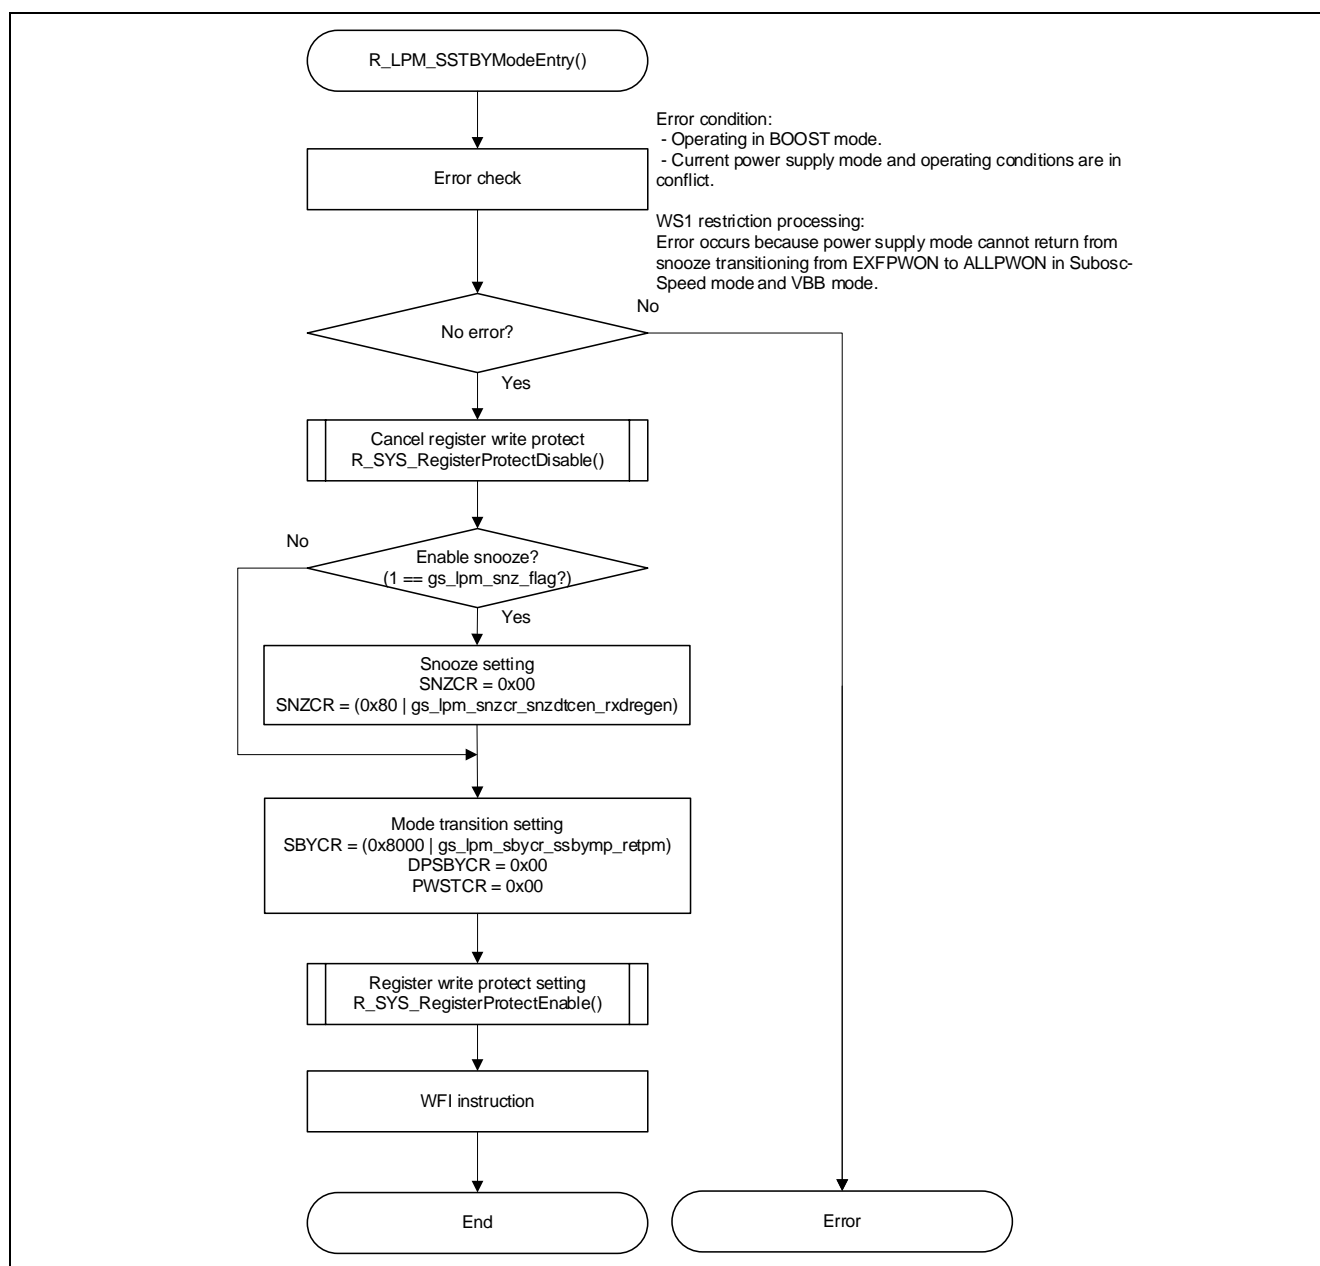 R_LPM_SSTBYModeEntry()
Error condition:
- Operating in BOOST mode.
- Current power supply mode and operating conditions are in
conflict.
Error check
WS1 restriction processing:
Error occurs because power supply mode cannot return from
snooze transitioning from EXFPWON to ALLPWON in Subosc-
Speed mode and VBB mode.
No
No error?
Yes
Cancel register write protect
R_SYS_RegisterProtectDisable()
No
Enable snooze?
(1 == gs_lpm_snz_flag?)
Yes
Snooze setting
SNZCR = 0x00
SNZCR = (0x80 | gs_lpm_snzcr_snzdtcen_rxdregen)
Mode transition setting
SBYCR = (0x8000 | gs_lpm_sbycr_ssbymp_retpm)
DPSBYCR = 0x00
PWSTCR = 0x00
Register write protect setting
R_SYS_RegisterProtectEnable()
WFI instruction
End
Error